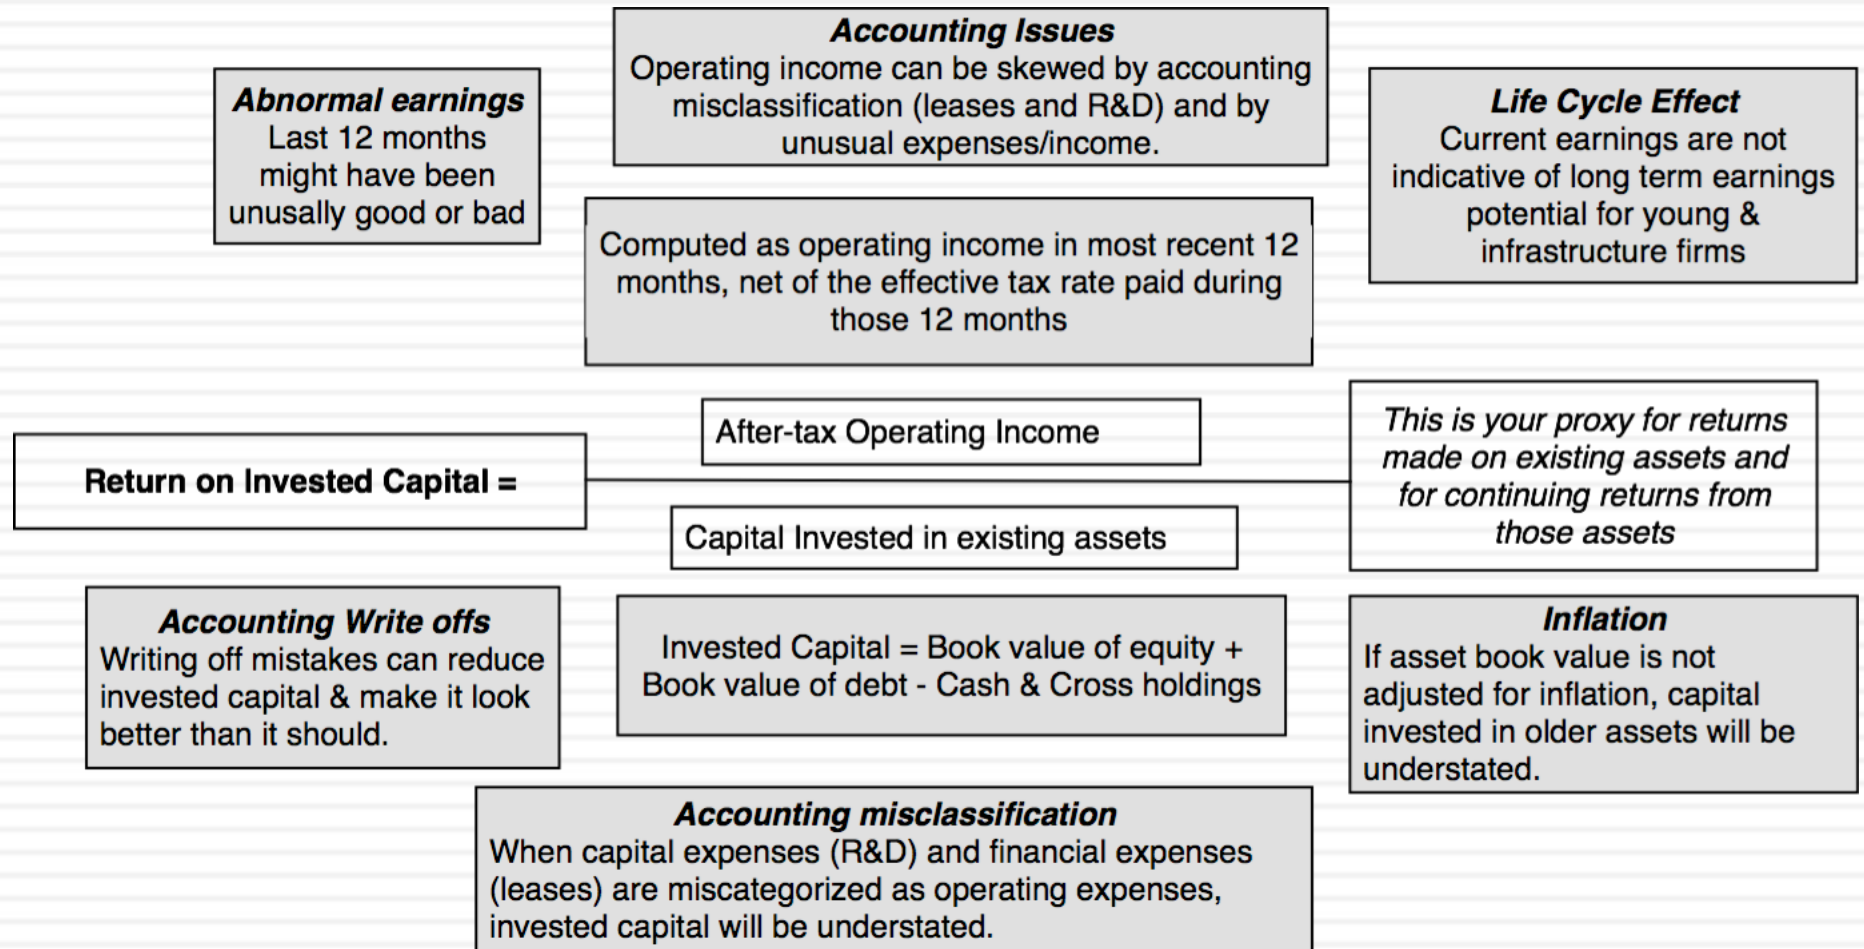 Accounting Issues
Operating income can be skewed by accounting
misclassification (leases and R&D) and by
unusual expenses/income.
Abnormal earnings
Last 12 months
might have been
unusally good or bad
Life Cycle Effect
Current earnings are not
indicative of long term earnings
potential for young &
infrastructure firms
Computed as operating income in most recent 12
months, net of the effective tax rate paid during
those 12 months
Return on Invested Capital =
After-tax Operating Income
Capital Invested in existing assets
This is your proxy for returns
made on existing assets and
for continuing returns from
those assets
Accounting Write offs
Writing off mistakes can reduce
invested capital & make it look
better than it should.
Invested Capital = Book value of equity +
Book value of debt - Cash & Cross holdings
Inflation
If asset book value is not
adjusted for inflation, capital
invested in older assets will be
understated.
Accounting misclassification
When capital expenses (R&D) and financial expenses
(leases) are miscategorized as operating expenses,
invested capital will be understated.